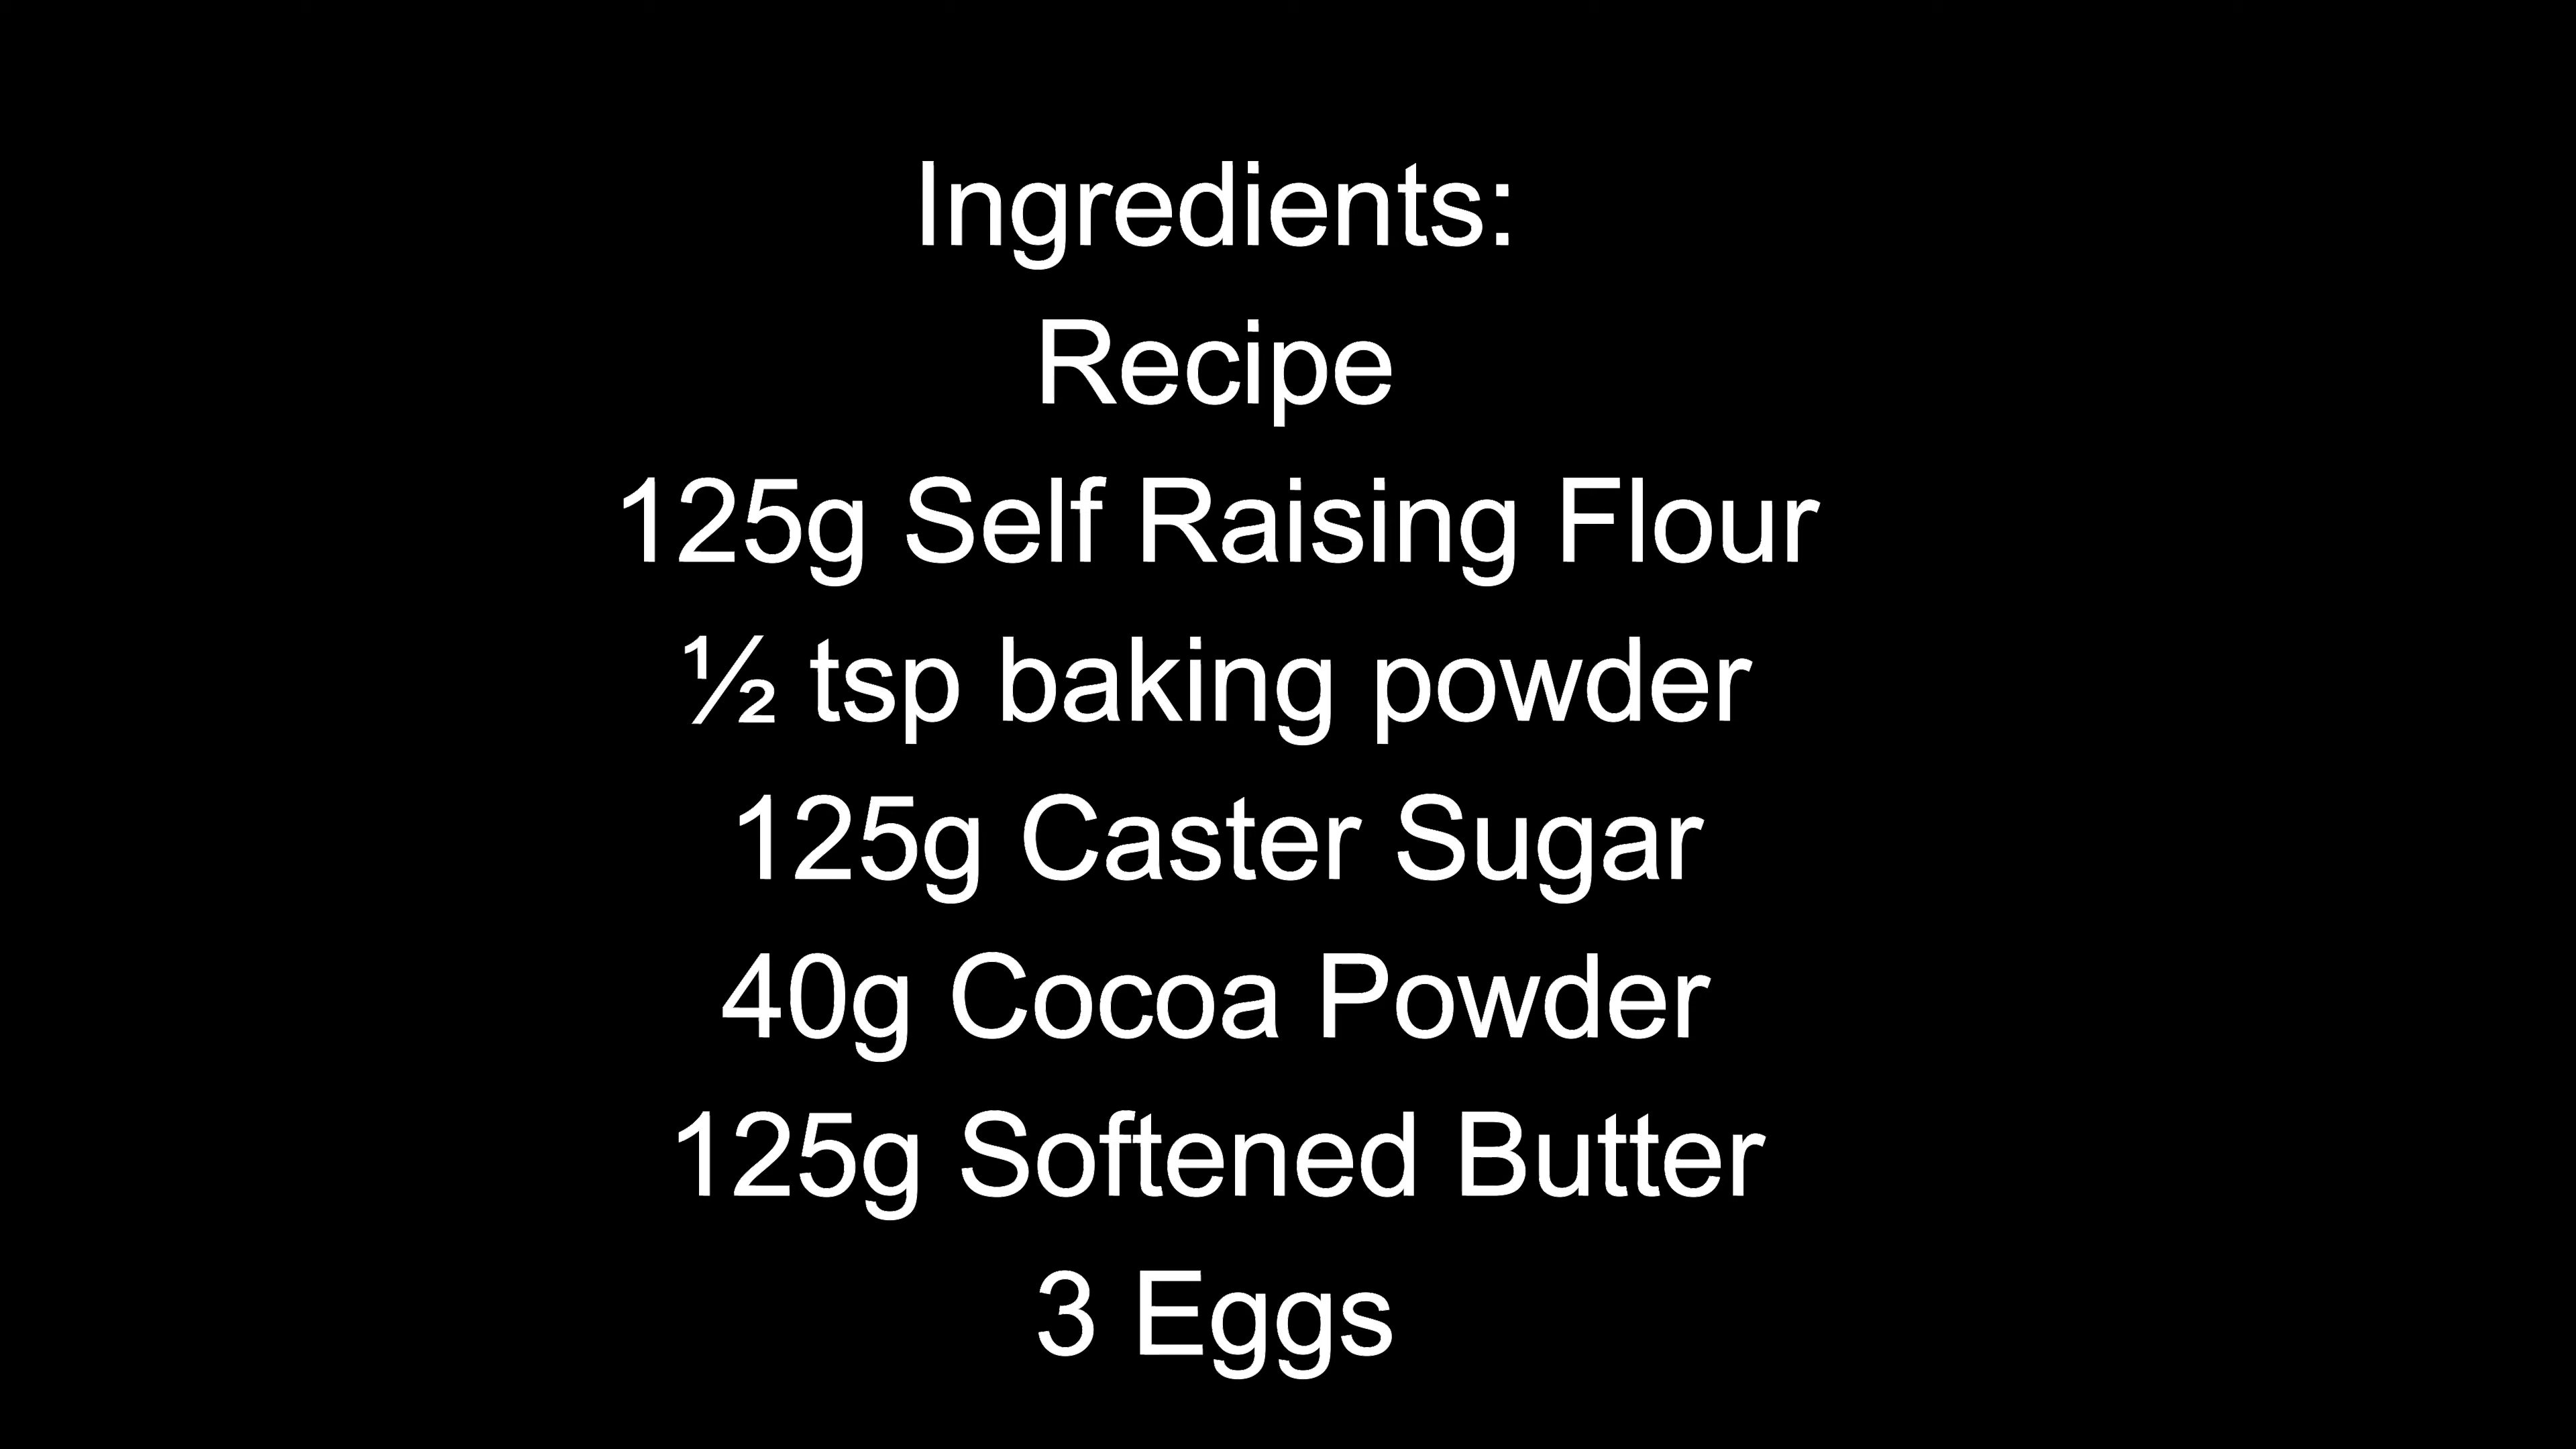 Ingredients:
Recipe
125g Self Raising Flour
½ tsp baking powder
125g Caster Sugar
40g Cocoa Powder
125g Softened Butter
3 Eggs